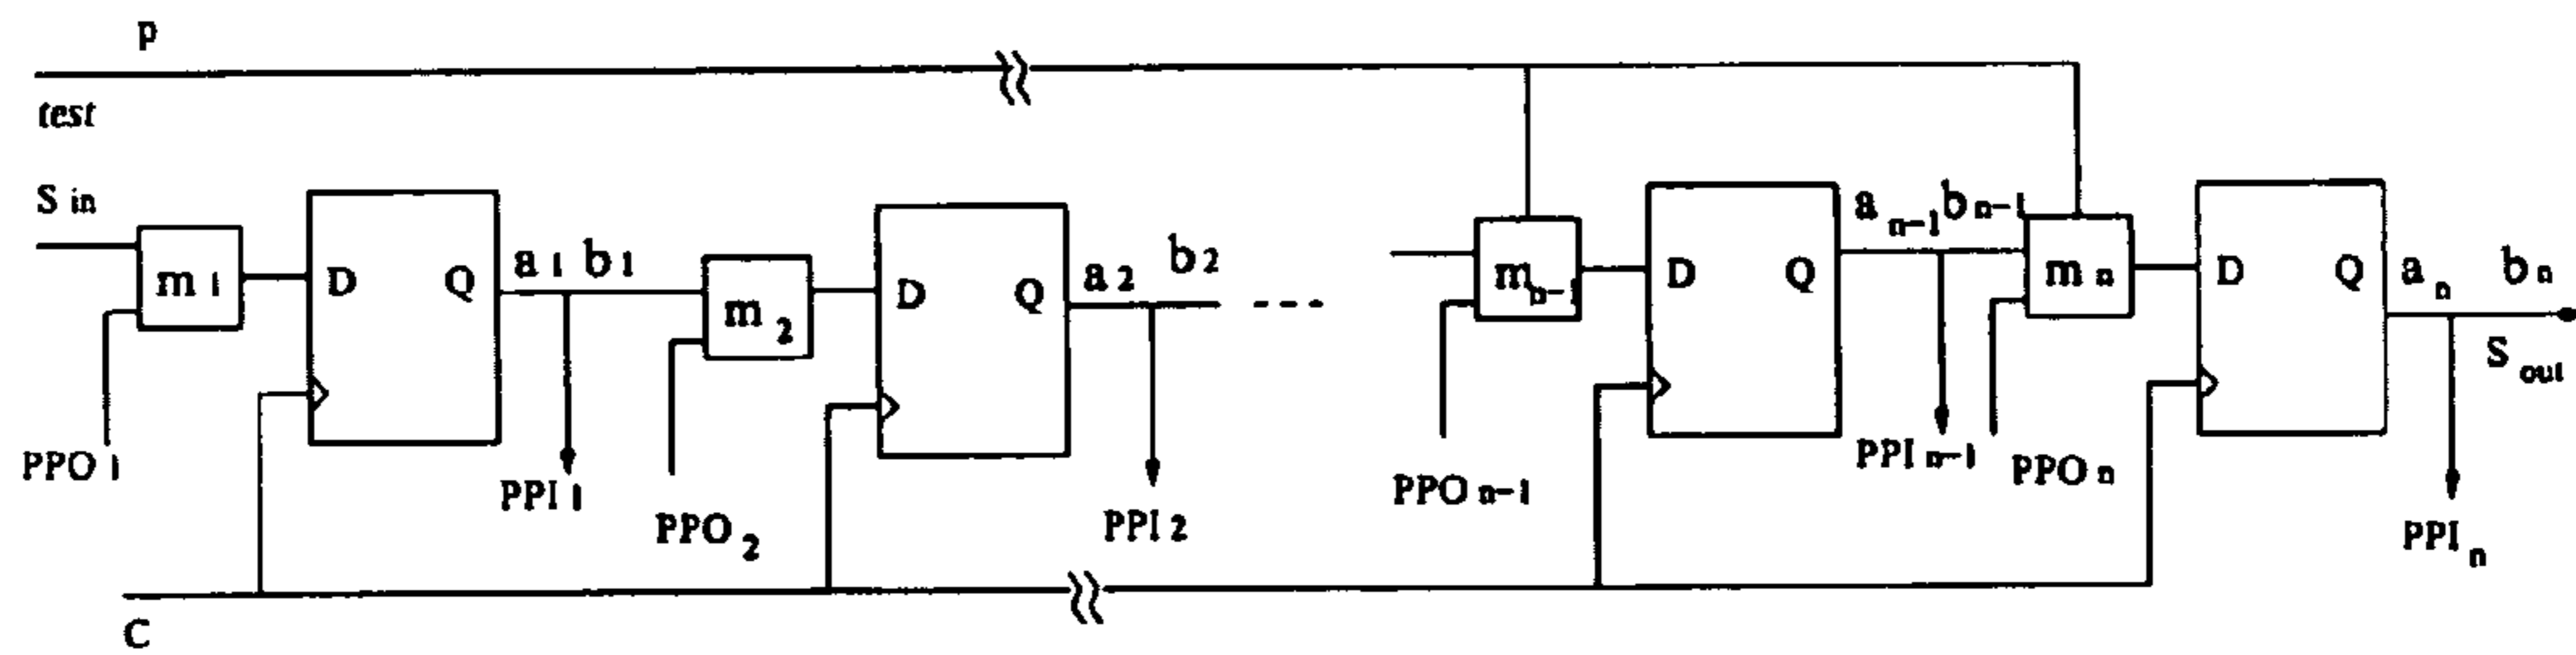 p
test
S in
m 1
D Q
a 1 b 1
m 2
D Q
a 2 b 2
m n-1
D Q
a n-1 b n-1
m n
D Q
a n b n
S out
PPO 1
PPI 1
PPO 2
PPI 2
PPO n-1
PPI n-1
PPO n
PPI n
C